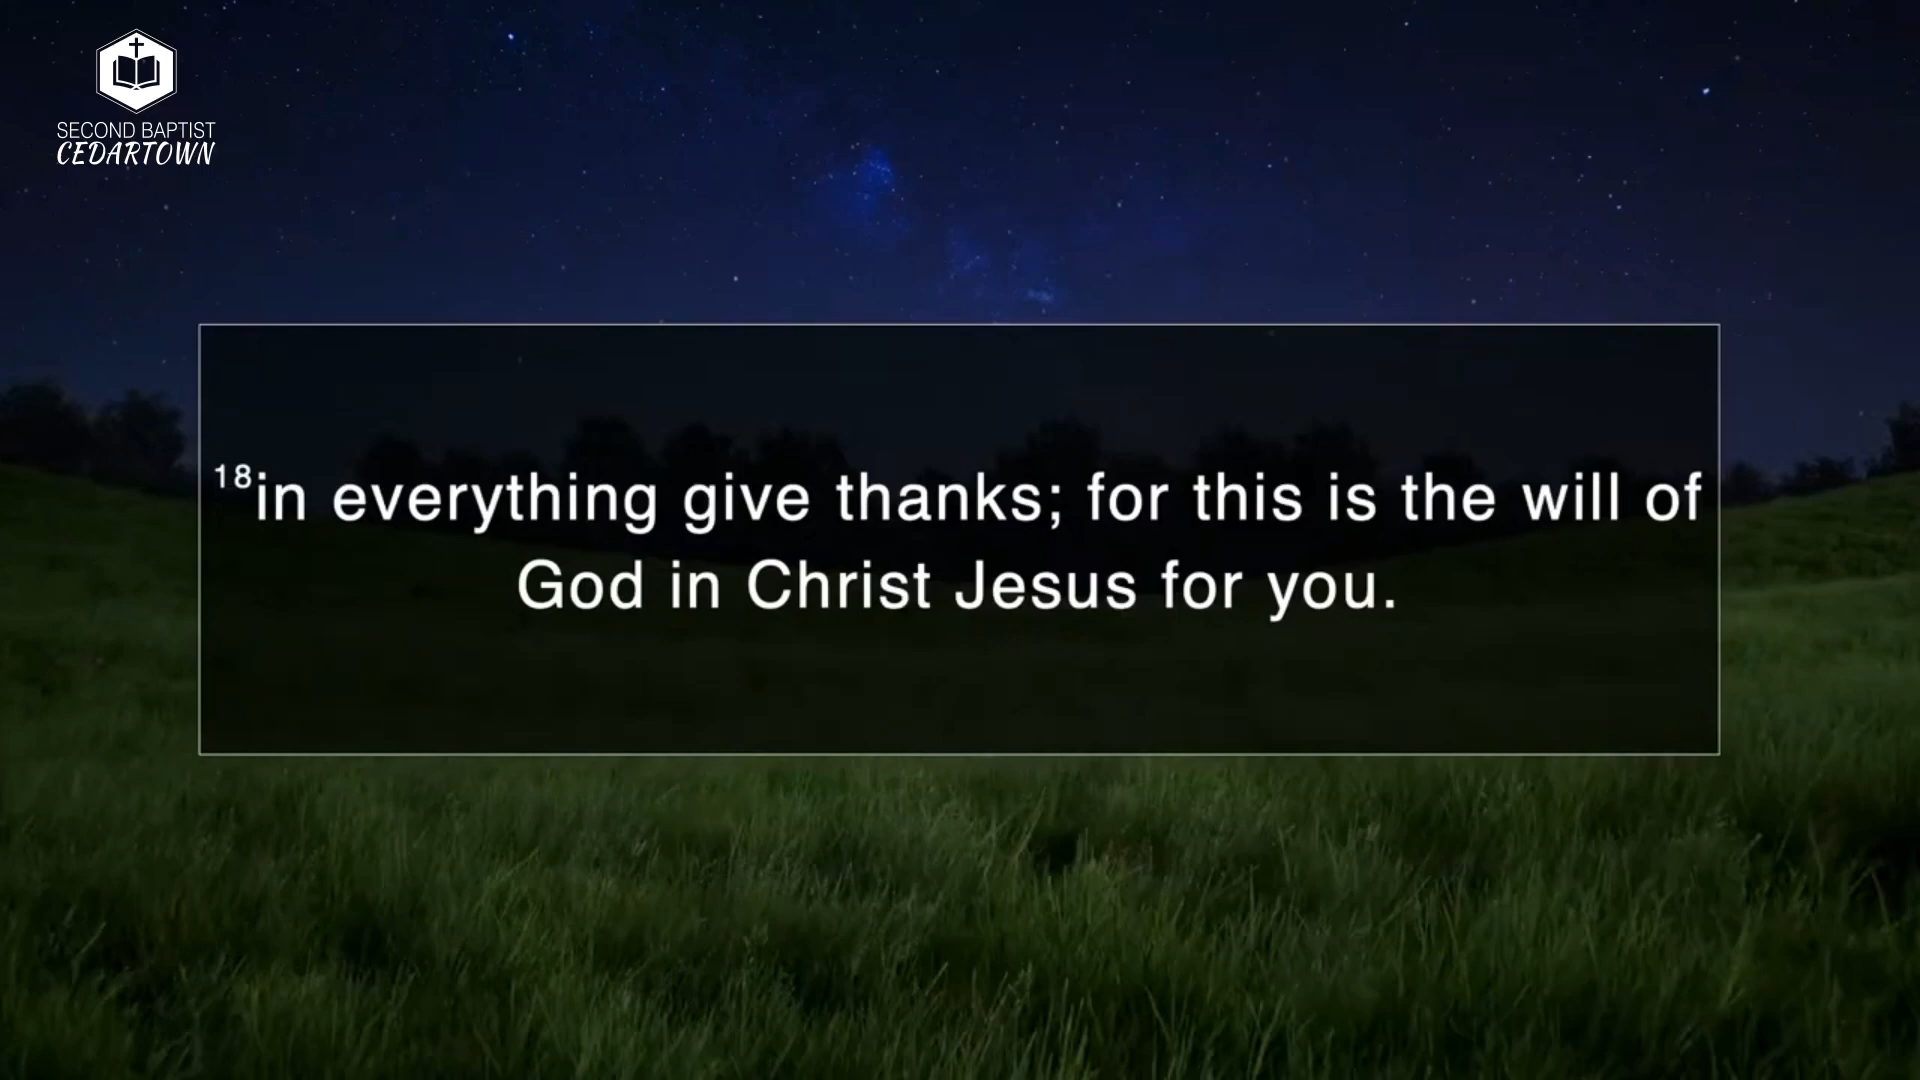 SECOND BAPTIST
CEDARTOWN
18in everything give thanks; for this is the will of
God in Christ Jesus for you.